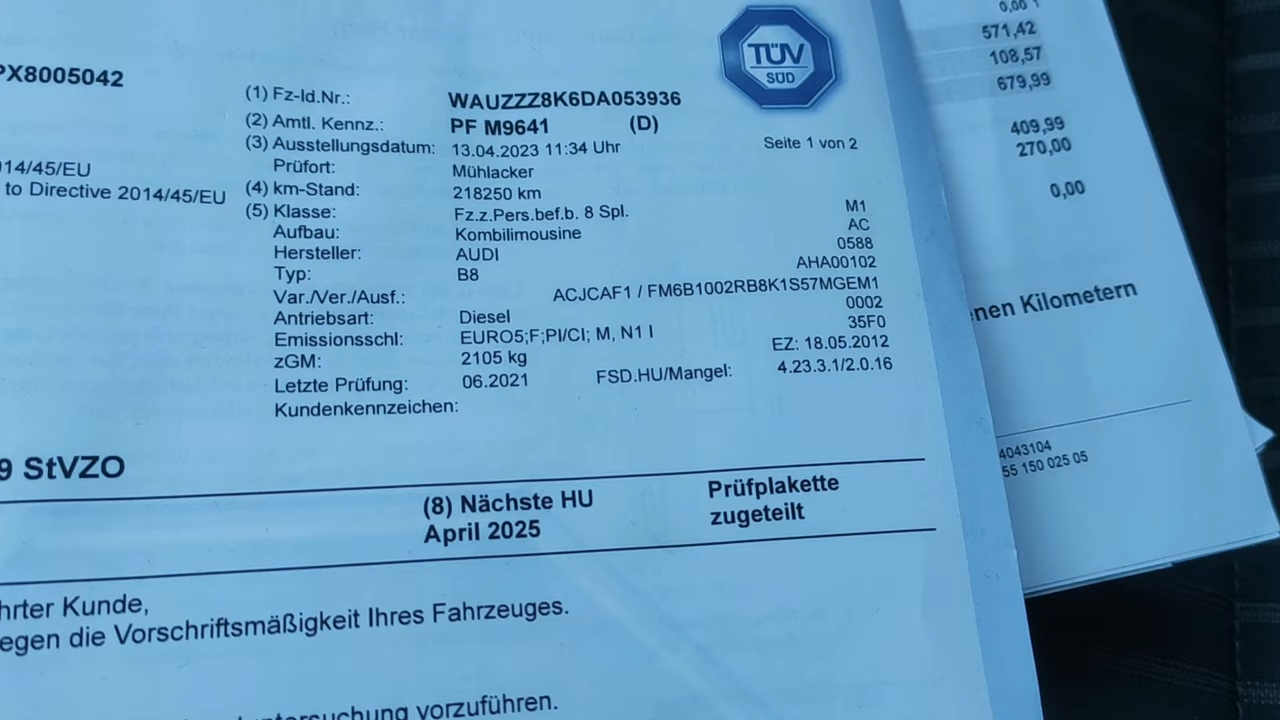 PX8005042
TÜV
SÜD
(1) Fz-Id.Nr.: WAUZZZ8K6DA053936
(2) Amtl. Kennz.: PF M9641 (D)
(3) Ausstellungsdatum: 13.04.2023 11:34 Uhr Seite 1 von 2
Prüfort: Mühlacker
014/45/EU
to Directive 2014/45/EU
(4) km-Stand: 218250 km
(5) Klasse: Fz.z.Pers.bef.b. 8 Spl. M1
Aufbau: Kombilimousine AC
Hersteller: AUDI 0588
Typ: B8 AHA00102
Var./Ver./Ausf.: ACJCAF1 / FM6B1002RB8K1S57MGEM1
Antriebsart: Diesel 0002
Emissionsschl: EURO5;F;PI/CI; M, N1 I 35F0
zGM: 2105 kg EZ: 18.05.2012
Letzte Prüfung: 06.2021 FSD.HU/Mangel: 4.23.3.1/2.0.16
Kundenkennzeichen:
9 StVZO
(8) Nächste HU Prüfplakette
April 2025 zugeteilt
hrter Kunde,
egen die Vorschriftsmäßigkeit Ihres Fahrzeuges.
tersuchung vorzuführen.
0,00
571,42
108,57
679,99
409,99
270,00
0,00
nen Kilometern
4043104
55 150 025 05